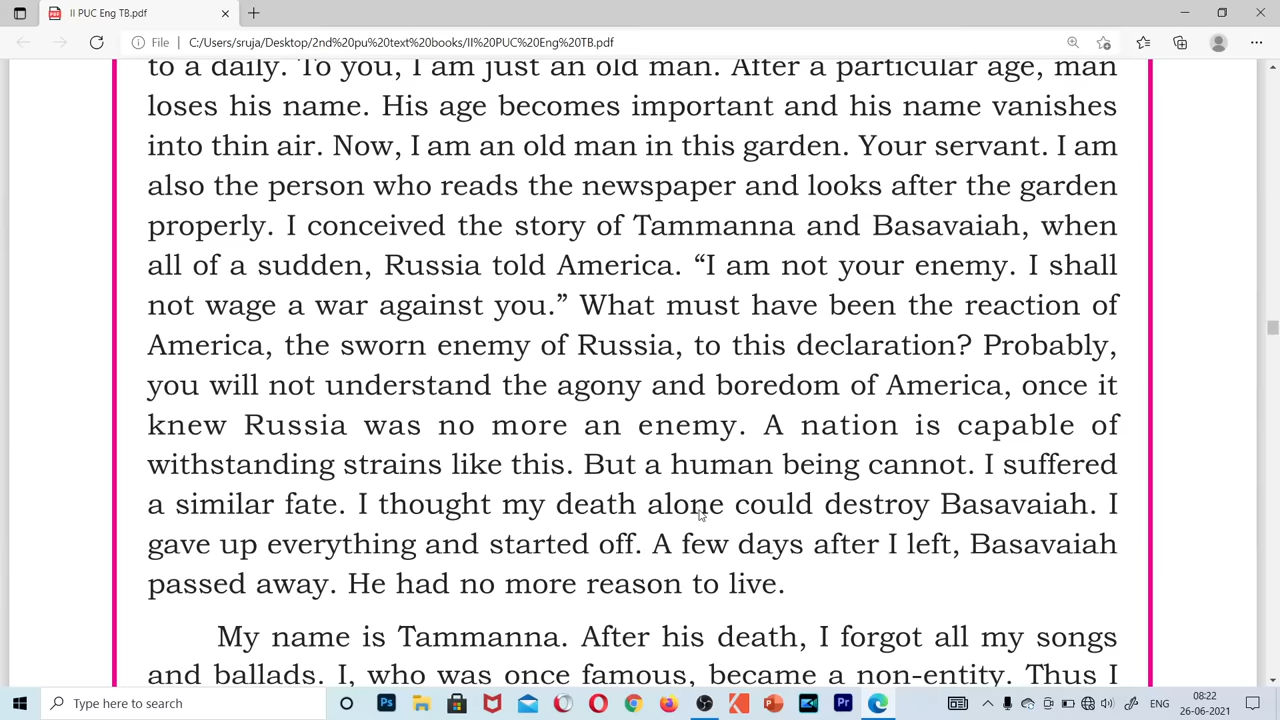 II PUC Eng TB.pdf
File
C:/Users/sruja/Desktop/2nd%20pu%20text%20books/II%20PUC%20Eng%20TB.pdf
to a daily. To you, I am just an old man. After a particular age, man
loses his name. His age becomes important and his name vanishes
into thin air. Now, I am an old man in this garden. Your servant. I am
also the person who reads the newspaper and looks after the garden
properly. I conceived the story of Tammanna and Basavaiah, when
all of a sudden, Russia told America. “I am not your enemy. I shall
not wage a war against you.” What must have been the reaction of
America, the sworn enemy of Russia, to this declaration? Probably,
you will not understand the agony and boredom of America, once it
knew Russia was no more an enemy. A nation is capable of
withstanding strains like this. But a human being cannot. I suffered
a similar fate. I thought my death alone could destroy Basavaiah. I
gave up everything and started off. A few days after I left, Basavaiah
passed away. He had no more reason to live.
My name is Tammanna. After his death, I forgot all my songs
and ballads. I, who was once famous, became a non-entity. Thus I
Type here to search
Ps
Pr
ENG
08:22
26-06-2021